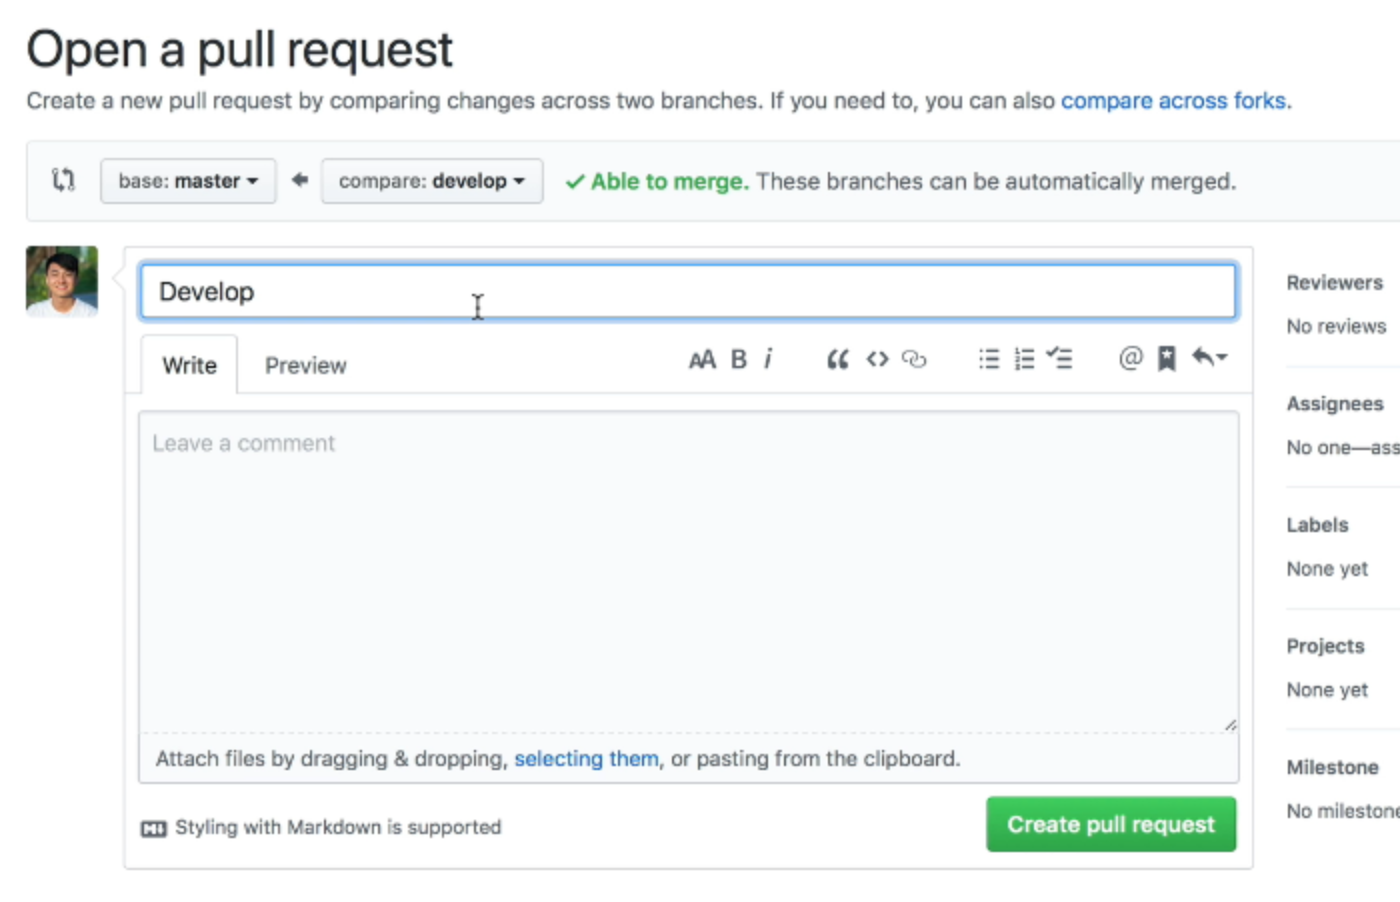 Open a pull request
Create a new pull request by comparing changes across two branches. If you need to, you can also compare across forks.
base: master
compare: develop
Able to merge. These branches can be automatically merged.
Develop
Write
Preview
AA B i
@
Leave a comment
Attach files by dragging & dropping, selecting them, or pasting from the clipboard.
Styling with Markdown is supported
Create pull request
Reviewers
No reviews
Assignees
No one—ass
Labels
None yet
Projects
None yet
Milestone
No milestone